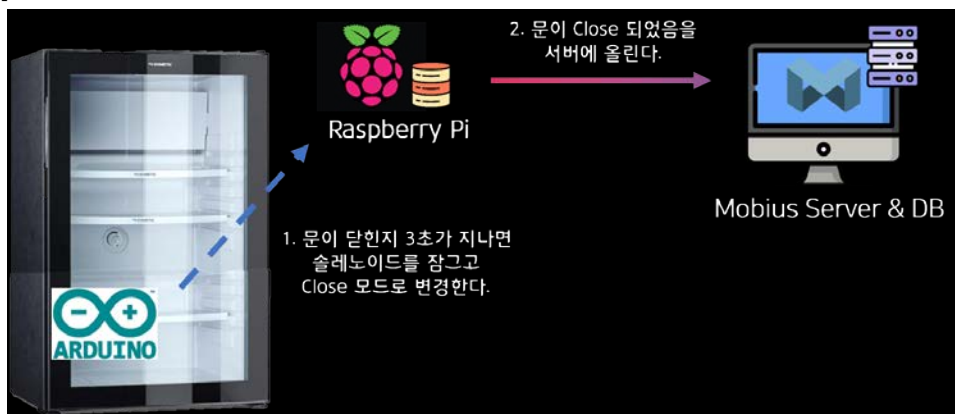 2. 문이 Close 되었음을
서버에 올린다.
Raspberry Pi
Mobius Server & DB
1. 문이 닫힌지 3초가 지나면
솔레노이드를 잠그고
Close 모드로 변경한다.
ARDUINO